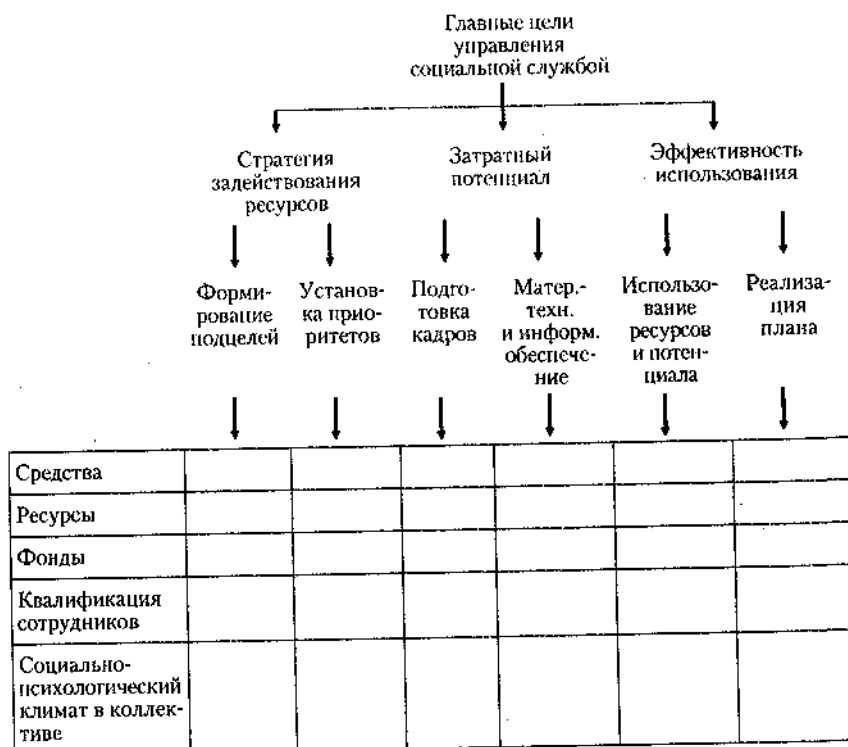 Главные цели
управления
социальной службой
Стратегия
задействования
ресурсов
Затратный
потенциал
Эффективность
использования
Форми-
рование
подцелей
Установ-
ка прио-
ритетов
Подго-
товка
кадров
Матер.-
техн.
и информ.
обеспече-
ние
Использо-
вание
ресурсов
и потен-
циала
Реализа-
ция
плана
Средства
Ресурсы
Фонды
Квалификация
сотрудников
Социально-
психологический
климат в коллек-
тиве